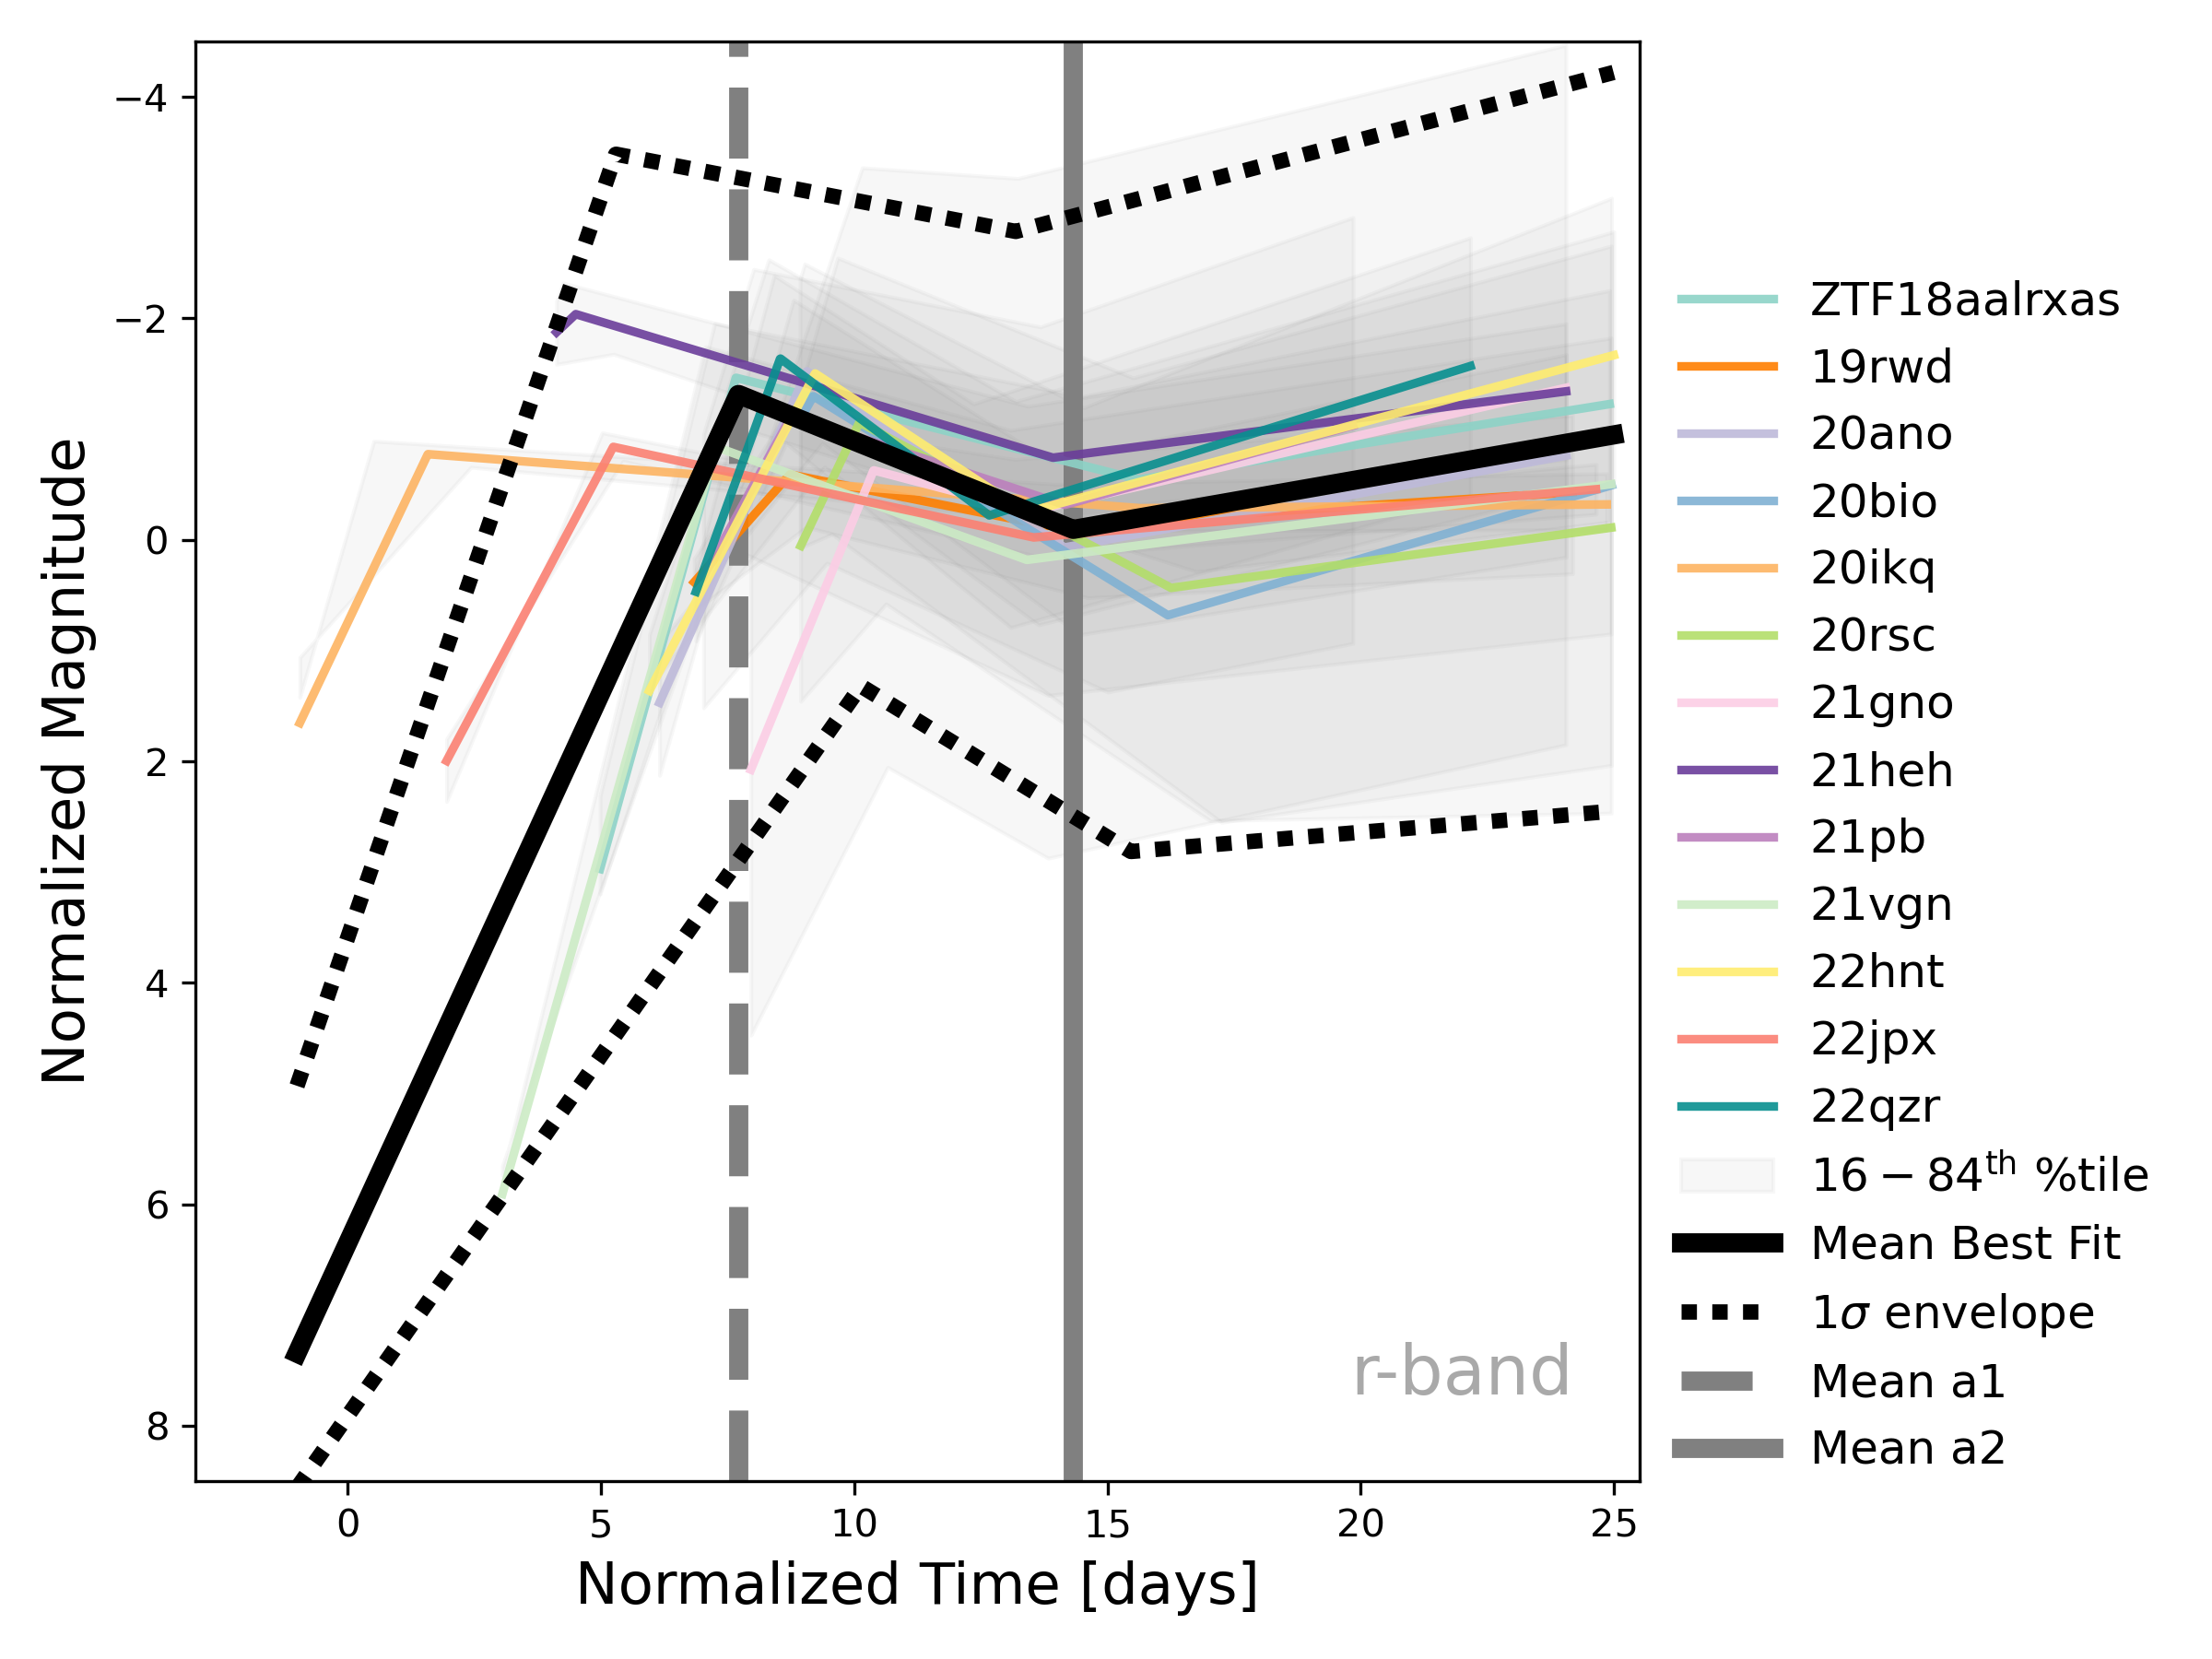 Normalized Magnitude
−4
−2
0
2
4
6
8
0
5
10
15
20
25
Normalized Time [days]
r-band
ZTF18aalrxas
19rwd
20ano
20bio
20ikq
20rsc
21gno
21heh
21pb
21vgn
22hnt
22jpx
22qzr
16 − 84th %tile
Mean Best Fit
1σ envelope
Mean a1
Mean a2